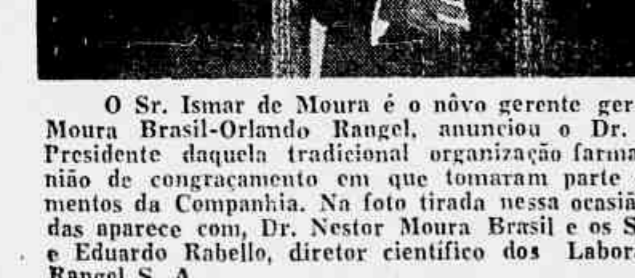 O Sr. Ismar de Moura é o nôvo gerente ger
Moura Brasil-Orlando Rangel, anunciou o Dr.
Presidente daquela tradicional organização farma
nião de congraçamento em que tomaram parte
mentos da Companhia. Na foto tirada nessa ocasiã
das aparece com, Dr. Nestor Moura Brasil e os S
e Eduardo Rabello, diretor científico dos Labor
Rangel S. A.